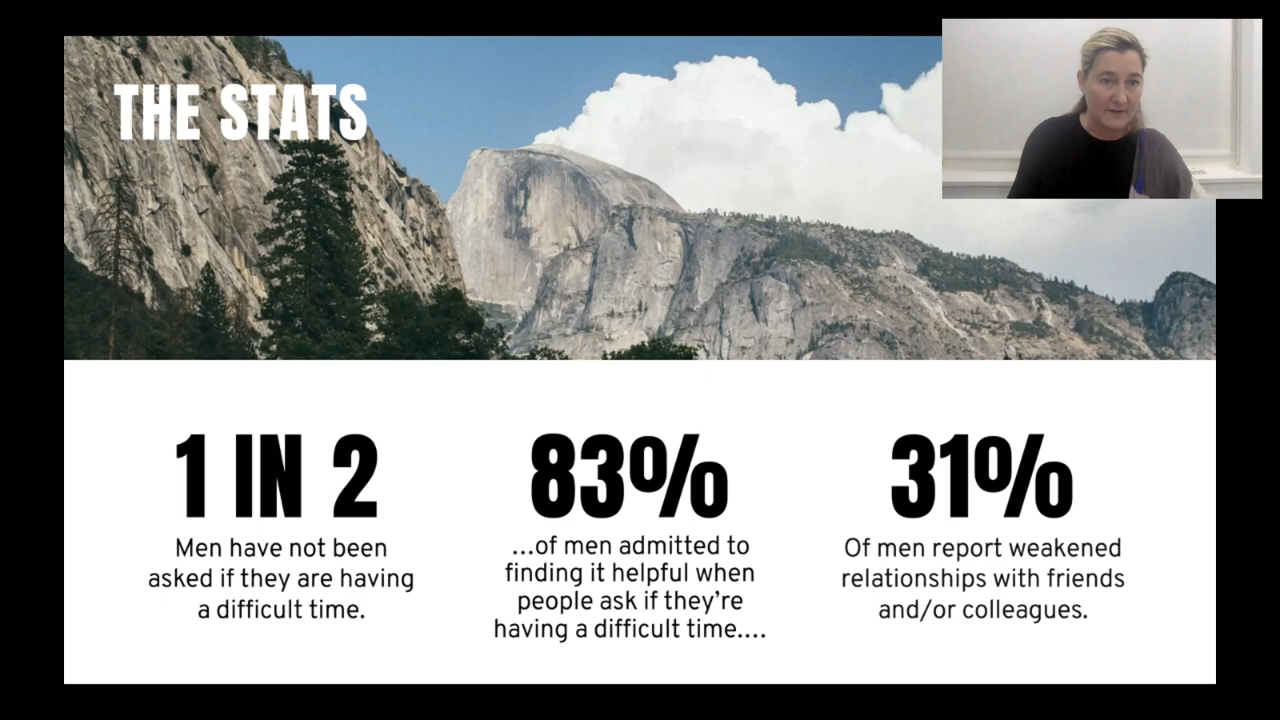 THE STATS
1 IN 2
Men have not been
asked if they are having
a difficult time.
83%
...of men admitted to
finding it helpful when
people ask if they’re
having a difficult time....
31%
Of men report weakened
relationships with friends
and/or colleagues.